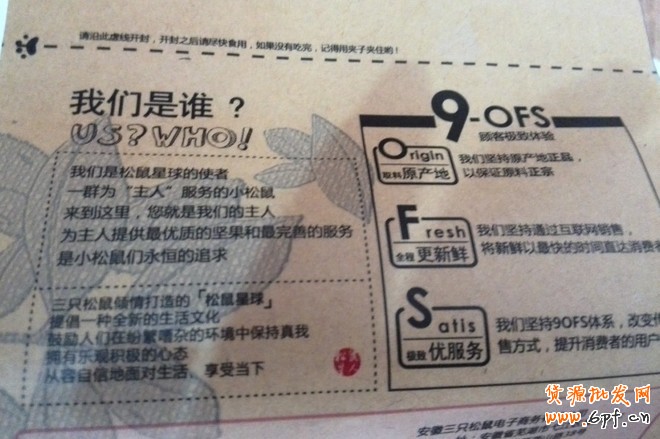 请沿此虚线开封，开封之后请尽快食用，如果没有吃完，记得用夹子夹住哟！
我们是谁？
US?WHO!
我们是松鼠星球的使者
一群为“主人”服务的小松鼠
来到这里，您就是我们的主人
为主人提供最优质的坚果和最完善的服务
是小松鼠们永恒的追求
三只松鼠倾情打造的「松鼠星球」
提倡一种全新的生活文化
鼓励人们在纷繁嘈杂的环境中保持真我
拥有乐观积极的心态
从容自信地面对生活、享受当下
9-OFS
顾客极致体验
Origin
取料原产地
我们坚持原产地正品，
以保证原料正宗
Fresh
全程更新鲜
我们坚持通过互联网销售，
将新鲜以最快的时间直达消费者
Satis
极致优服务
我们坚持9OFS体系，改变
售方式，提升消费者的用户
安徽三只松鼠电子商务
货源批发网
www.6pf.cn